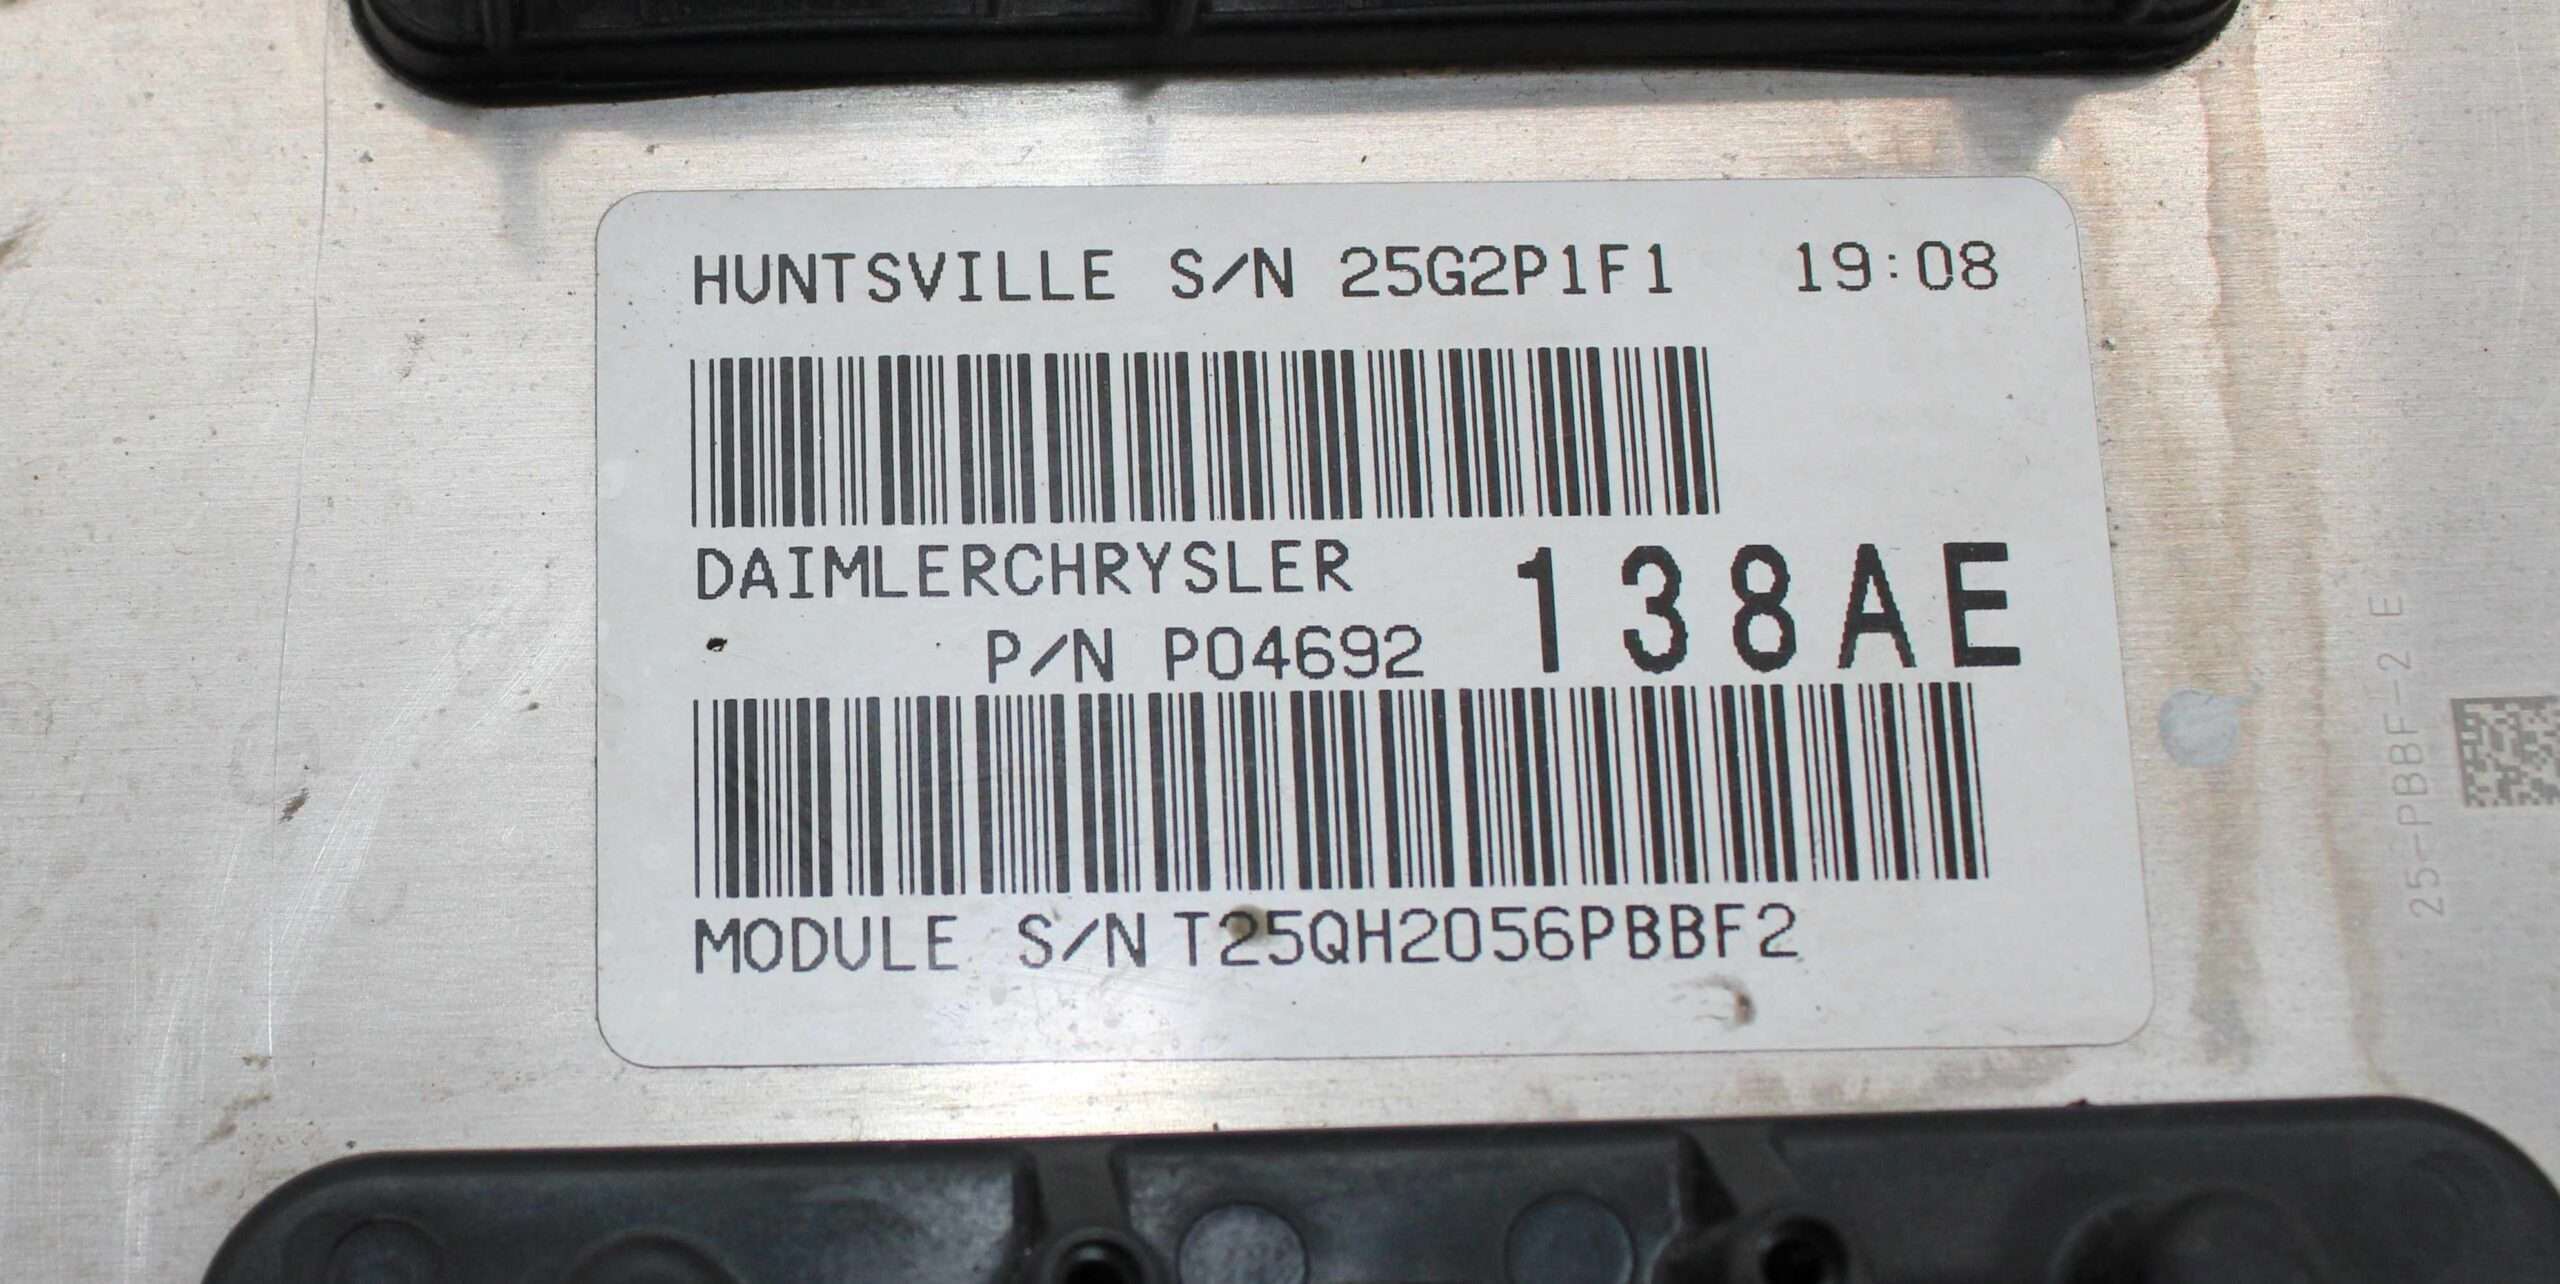 HUNTSVILLE S/N 25G2P1F1 19:08
DAIMLERCHRYSLER
P/N P04692 138AE
MODULE S/N T25QH2056PBBF2
25-PBBF-2 E